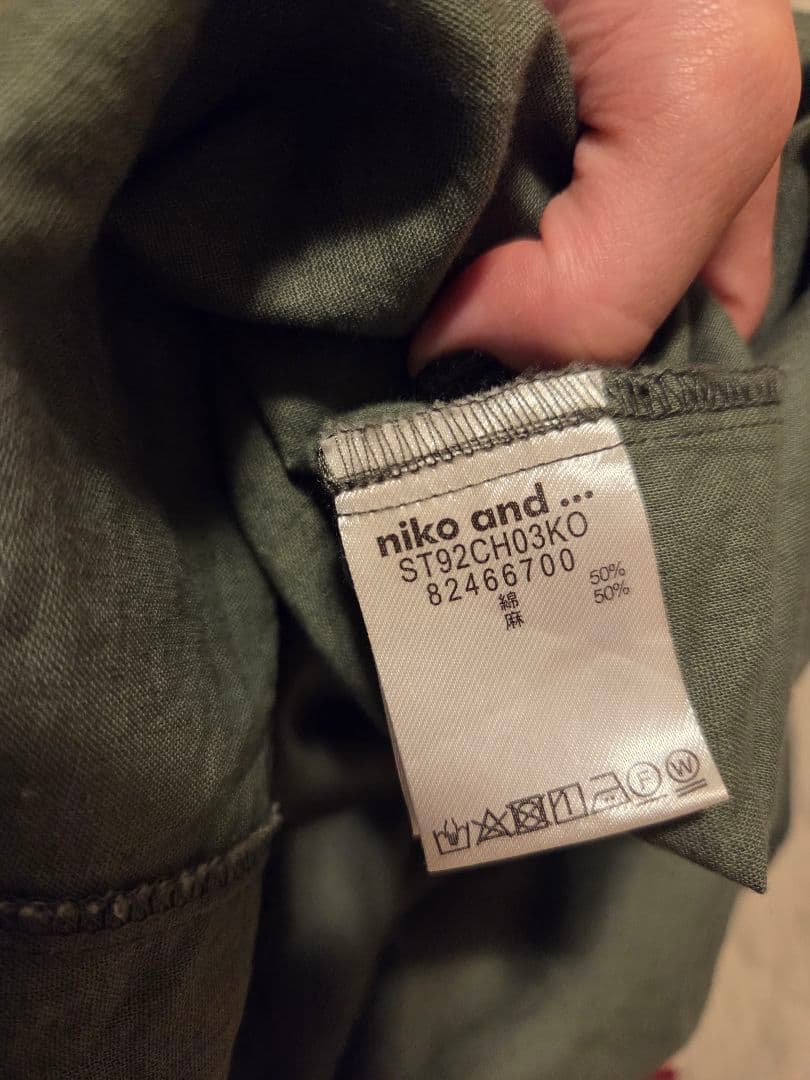 niko and ...
ST92CH03KO
82466700
綿 50%
麻 50%
F W